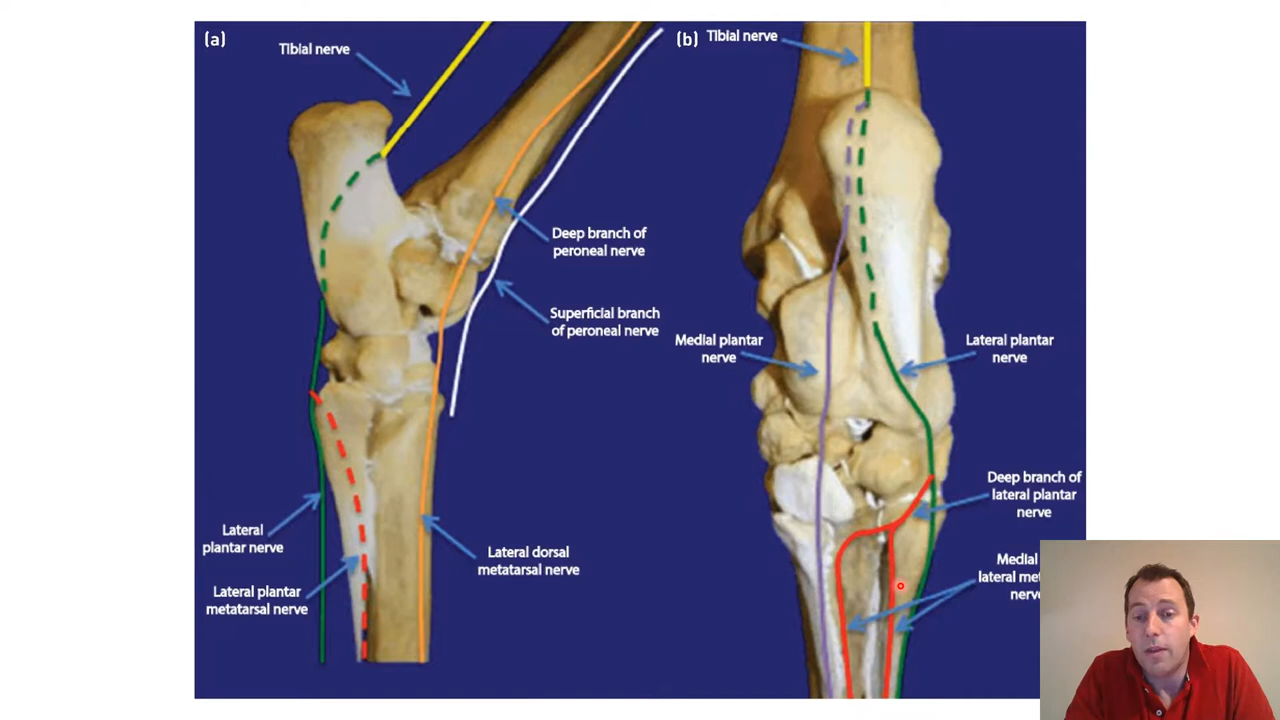 (a)
Tibial nerve
Deep branch of
peroneal nerve
Superficial branch
of peroneal nerve
Lateral
plantar nerve
Lateral plantar
metatarsal nerve
Lateral dorsal
metatarsal nerve
(b)
Tibial nerve
Medial plantar
nerve
Lateral plantar
nerve
Deep branch of
lateral plantar
nerve
Medial
lateral